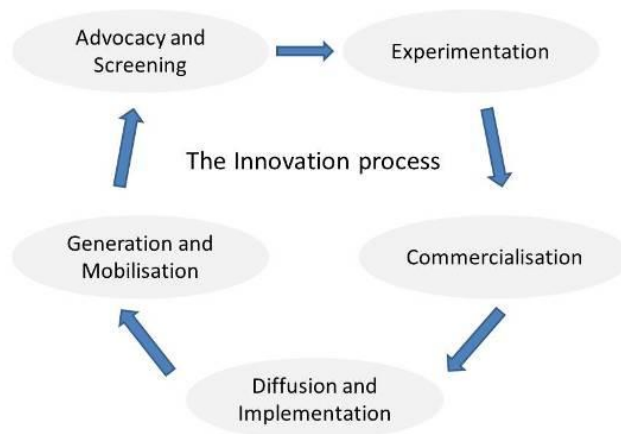 Advocacy and
Screening
Experimentation
The Innovation process
Generation and
Mobilisation
Commercialisation
Diffusion and
Implementation